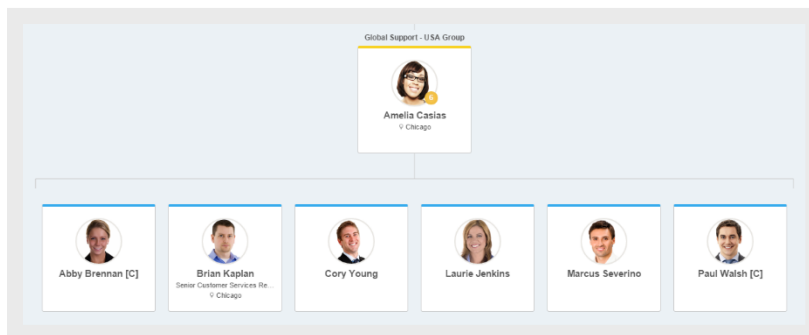 Global Support - USA Group
6
Amelia Casias
Chicago
Abby Brennan [C]
Brian Kaplan
Senior Customer Services Re...
Chicago
Cory Young
Laurie Jenkins
Marcus Severino
Paul Walsh [C]